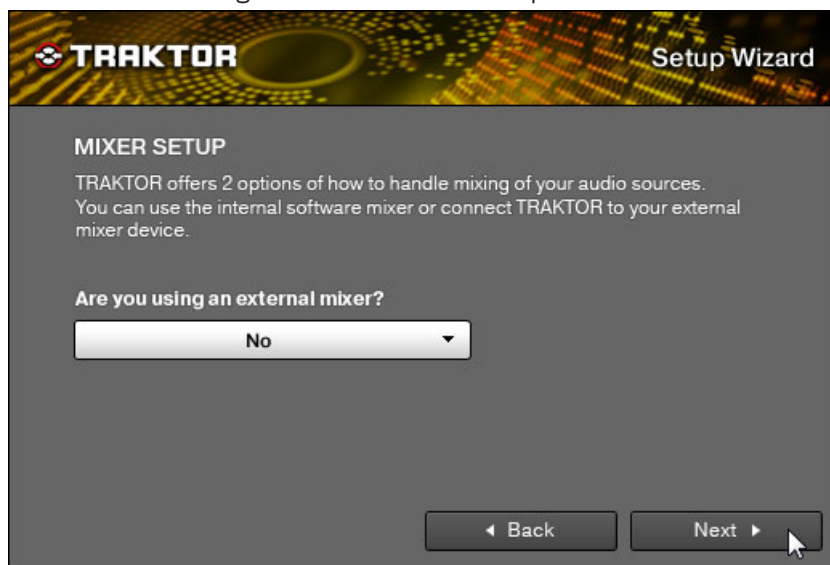 TRAKTOR
Setup Wizard
MIXER SETUP
TRAKTOR offers 2 options of how to handle mixing of your audio sources.
You can use the internal software mixer or connect TRAKTOR to your external
mixer device.
Are you using an external mixer?
No
Back
Next